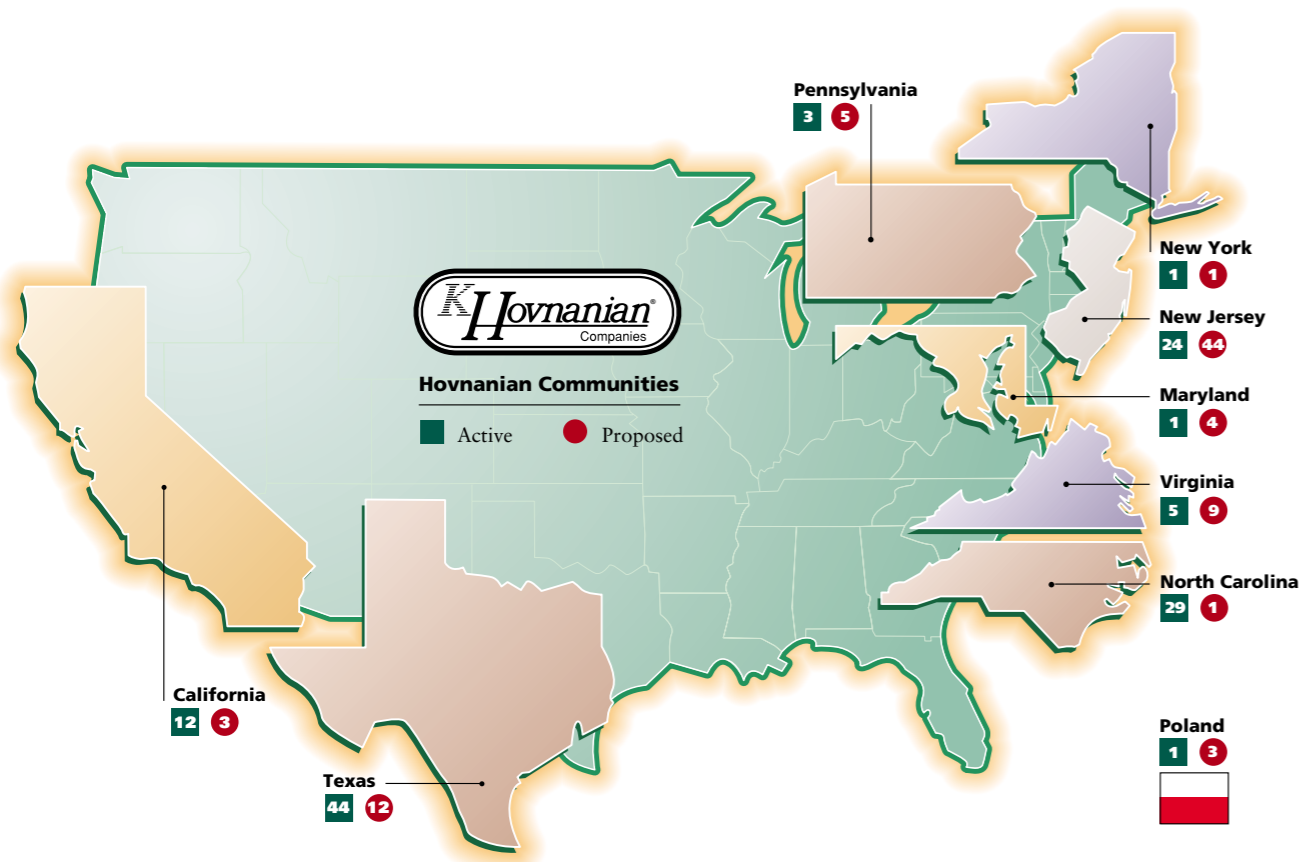 Pennsylvania
3 5
New York
1 1
New Jersey
24 44
Maryland
1 4
Virginia
5 9
North Carolina
29 1
K Hovnanian®
Companies
Hovnanian Communities
Active Proposed
California
12 3
Texas
44 12
Poland
1 3